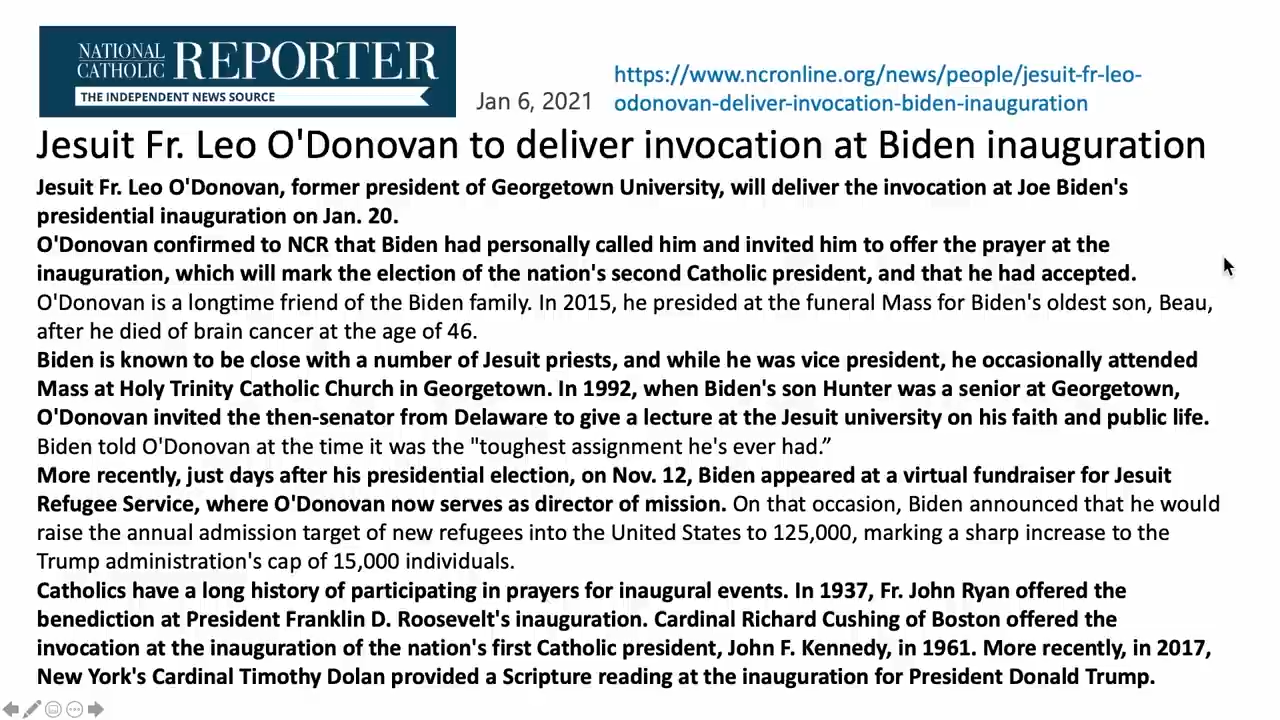 NATIONAL CATHOLIC REPORTER
THE INDEPENDENT NEWS SOURCE
Jan 6, 2021
https://www.ncronline.org/news/people/jesuit-fr-leo-
odonovan-deliver-invocation-biden-inauguration
Jesuit Fr. Leo O'Donovan to deliver invocation at Biden inauguration
Jesuit Fr. Leo O'Donovan, former president of Georgetown University, will deliver the invocation at Joe Biden's
presidential inauguration on Jan. 20.
O'Donovan confirmed to NCR that Biden had personally called him and invited him to offer the prayer at the
inauguration, which will mark the election of the nation's second Catholic president, and that he had accepted.
O'Donovan is a longtime friend of the Biden family. In 2015, he presided at the funeral Mass for Biden's oldest son, Beau,
after he died of brain cancer at the age of 46.
Biden is known to be close with a number of Jesuit priests, and while he was vice president, he occasionally attended
Mass at Holy Trinity Catholic Church in Georgetown. In 1992, when Biden's son Hunter was a senior at Georgetown,
O'Donovan invited the then-senator from Delaware to give a lecture at the Jesuit university on his faith and public life.
Biden told O'Donovan at the time it was the "toughest assignment he's ever had.”
More recently, just days after his presidential election, on Nov. 12, Biden appeared at a virtual fundraiser for Jesuit
Refugee Service, where O'Donovan now serves as director of mission. On that occasion, Biden announced that he would
raise the annual admission target of new refugees into the United States to 125,000, marking a sharp increase to the
Trump administration's cap of 15,000 individuals.
Catholics have a long history of participating in prayers for inaugural events. In 1937, Fr. John Ryan offered the
benediction at President Franklin D. Roosevelt's inauguration. Cardinal Richard Cushing of Boston offered the
invocation at the inauguration of the nation's first Catholic president, John F. Kennedy, in 1961. More recently, in 2017,
New York's Cardinal Timothy Dolan provided a Scripture reading at the inauguration for President Donald Trump.